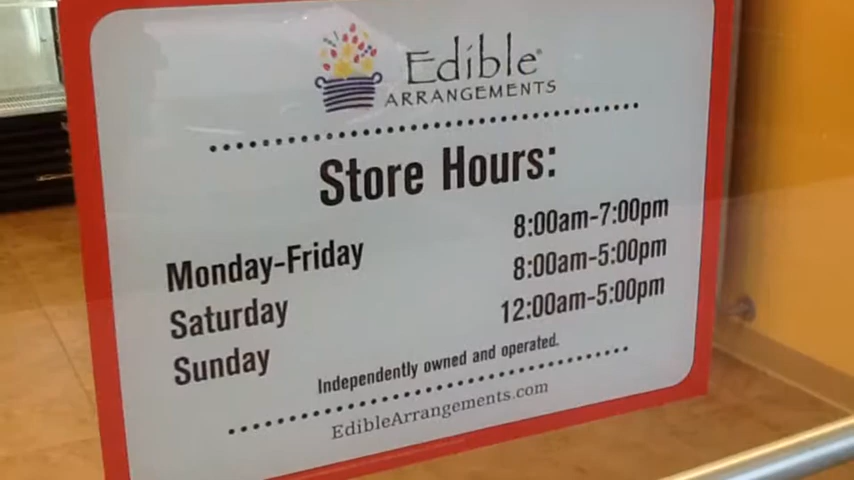 Edible®
ARRANGEMENTS
Store Hours:
Monday-Friday 8:00am-7:00pm
Saturday 8:00am-5:00pm
Sunday 12:00am-5:00pm
Independently owned and operated.
EdibleArrangements.com